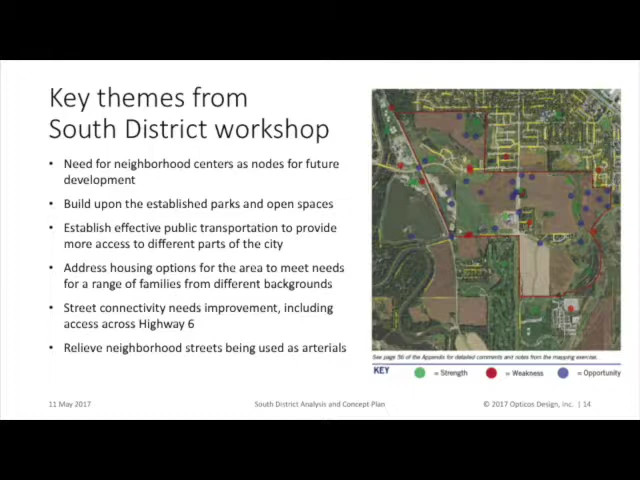 Key themes from
South District workshop
• Need for neighborhood centers as nodes for future
development
• Build upon the established parks and open spaces
• Establish effective public transportation to provide
more access to different parts of the city
• Address housing options for the area to meet needs
for a range of families from different backgrounds
• Street connectivity needs improvement, including
access across Highway 6
• Relieve neighborhood streets being used as arterials
See page 56 of the Appendix for detailed comments and notes from the mapping exercise.
KEY = Strength = Weakness = Opportunity
11 May 2017 South District Analysis and Concept Plan © 2017 Opticos Design, inc. | 14